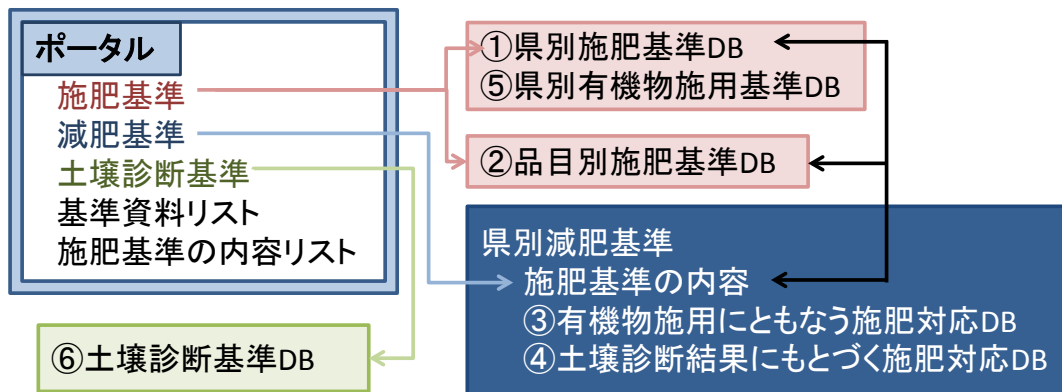 ポータル
施肥基準
減肥基準
土壌診断基準
基準資料リスト
施肥基準の内容リスト
①県別施肥基準DB
⑤県別有機物施用基準DB
②品目別施肥基準DB
県別減肥基準
施肥基準の内容
③有機物施用にともなう施肥対応DB
④土壌診断結果にもとづく施肥対応DB
⑥土壌診断基準DB